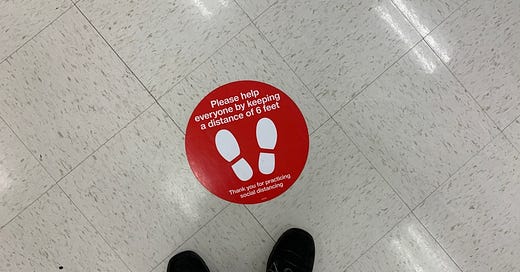 Please help
everyone by keeping
a distance of 6 feet
Thank you for practicing
social distancing